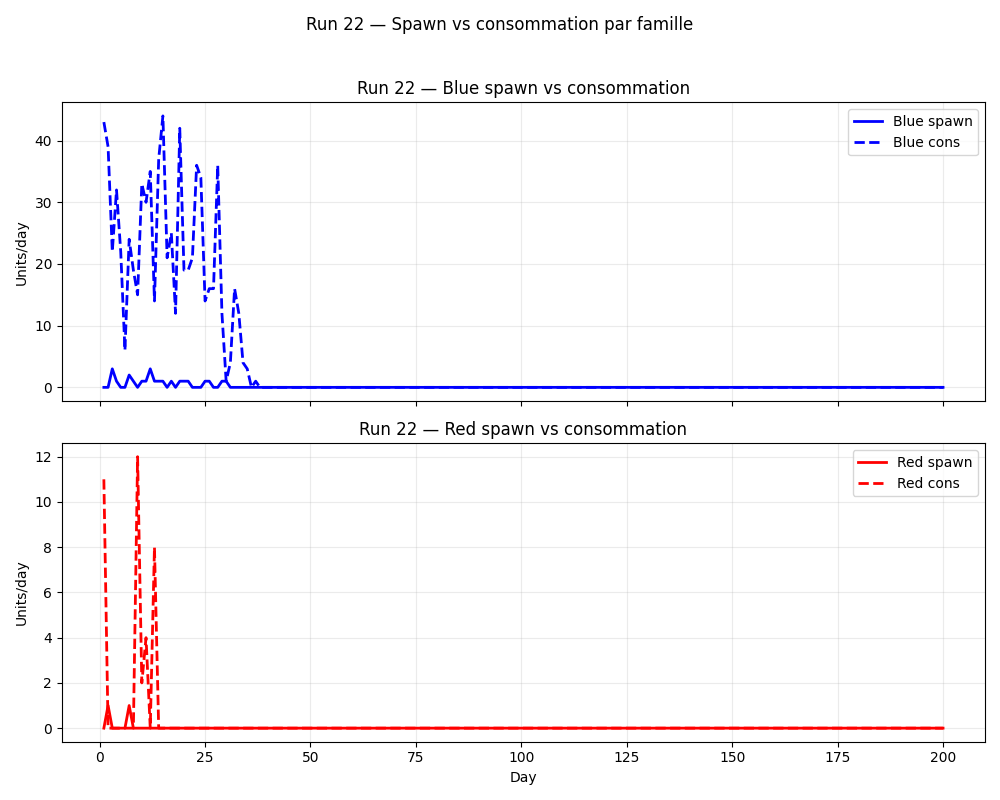 Run 22 — Spawn vs consommation par famille
Run 22 — Blue spawn vs consommation
Blue spawn
Blue cons
40
30
20
10
0
Units/day
Run 22 — Red spawn vs consommation
Red spawn
Red cons
12
10
8
6
4
2
0
Units/day
0 25 50 75 100 125 150 175 200
Day